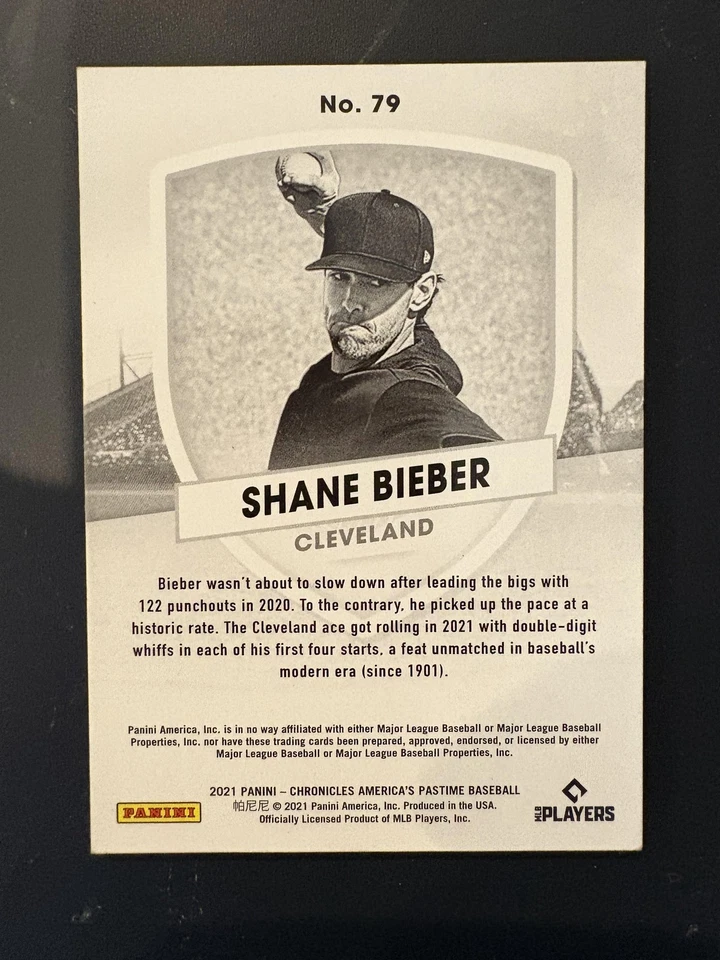 No. 79
SHANE BIEBER
CLEVELAND
Bieber wasn't about to slow down after leading the bigs with
122 punchouts in 2020. To the contrary, he picked up the pace at a
historic rate. The Cleveland ace got rolling in 2021 with double-digit
whiffs in each of his first four starts, a feat unmatched in baseball's
modern era (since 1901).
Panini America, Inc. is in no way affiliated with either Major League Baseball or Major League Baseball
Properties, Inc. nor have these trading cards been prepared, approved, endorsed, or licensed by either
Major League Baseball or Major League Baseball Properties, Inc.
2021 PANINI – CHRONICLES AMERICA'S PASTIME BASEBALL
帕尼尼 © 2021 Panini America, Inc. Produced in the USA.
Officially Licensed Product of MLB Players, Inc.
PANINI
MLB PLAYERS